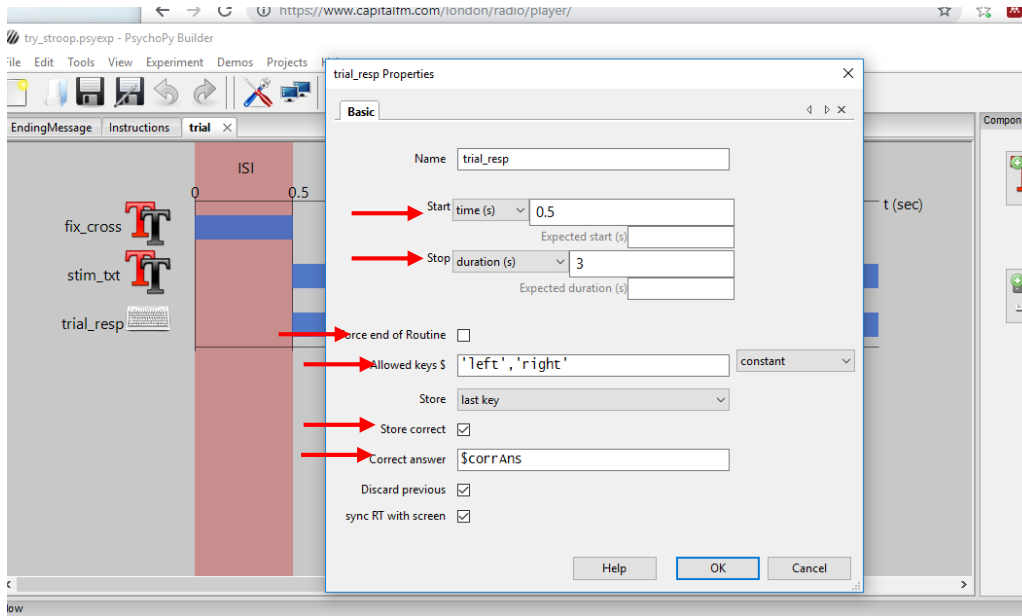 https://www.capitalfm.com/london/radio/player/
try_stroop.psyexp - PsychoPy Builder
File Edit Tools View Experiment Demos Projects
EndingMessage Instructions trial
Compon
ISI
0 0.5
t (sec)
fix_cross
stim_txt
trial_resp
trial_resp Properties
Basic
Name trial_resp
Start time (s) 0.5
Expected start (s)
Stop duration (s) 3
Expected duration (s)
Force end of Routine
Allowed keys $ 'left','right' constant
Store last key
Store correct
Correct answer $corrAns
Discard previous
sync RT with screen
Help OK Cancel
low